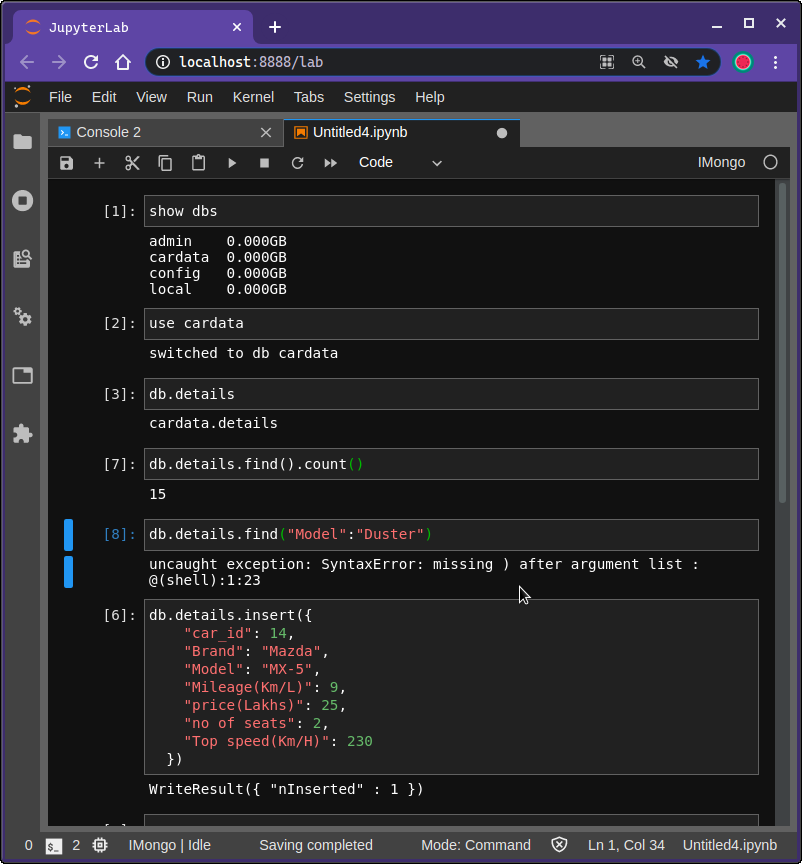 JupyterLab
localhost:8888/lab
File Edit View Run Kernel Tabs Settings Help
Console 2
Untitled4.ipynb
Code
IMongo
[1]: show dbs
admin    0.000GB
cardata  0.000GB
config   0.000GB
local    0.000GB
[2]: use cardata
switched to db cardata
[3]: db.details
cardata.details
[7]: db.details.find().count()
15
[8]: db.details.find("Model":"Duster")
uncaught exception: SyntaxError: missing ) after argument list :
@(shell):1:23
[6]: db.details.insert({
    "car_id": 14,
    "Brand": "Mazda",
    "Model": "MX-5",
    "Mileage(Km/L)": 9,
    "price(Lakhs)": 25,
    "no of seats": 2,
    "Top speed(Km/H)": 230
  })
WriteResult({ "nInserted" : 1 })
0 $_ 2 IMongo | Idle Saving completed Mode: Command Ln 1, Col 34 Untitled4.ipynb